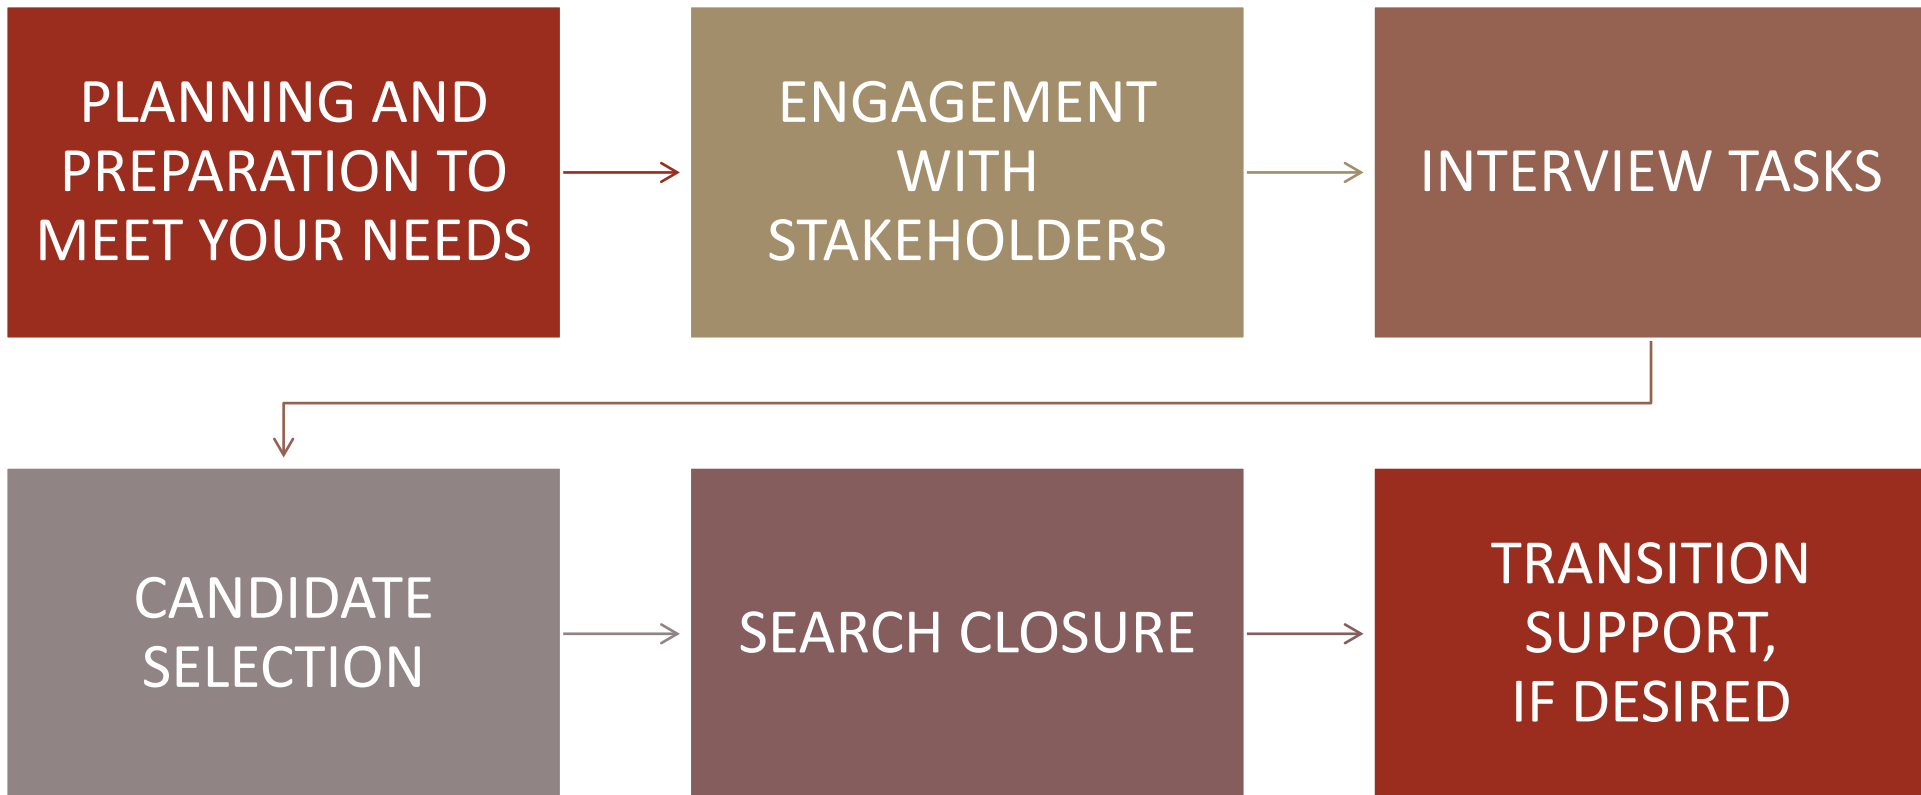 PLANNING AND
PREPARATION TO
MEET YOUR NEEDS
ENGAGEMENT
WITH
STAKEHOLDERS
INTERVIEW TASKS
CANDIDATE
SELECTION
SEARCH CLOSURE
TRANSITION
SUPPORT,
IF DESIRED